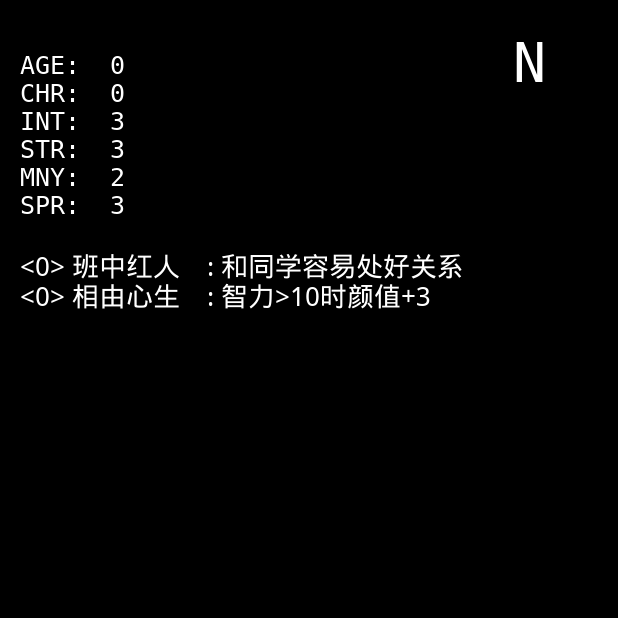 N
AGE: 0
CHR: 0
INT: 3
STR: 3
MNY: 2
SPR: 3
<0> 班中红人 : 和同学容易处好关系
<0> 相由心生 : 智力>10时颜值+3